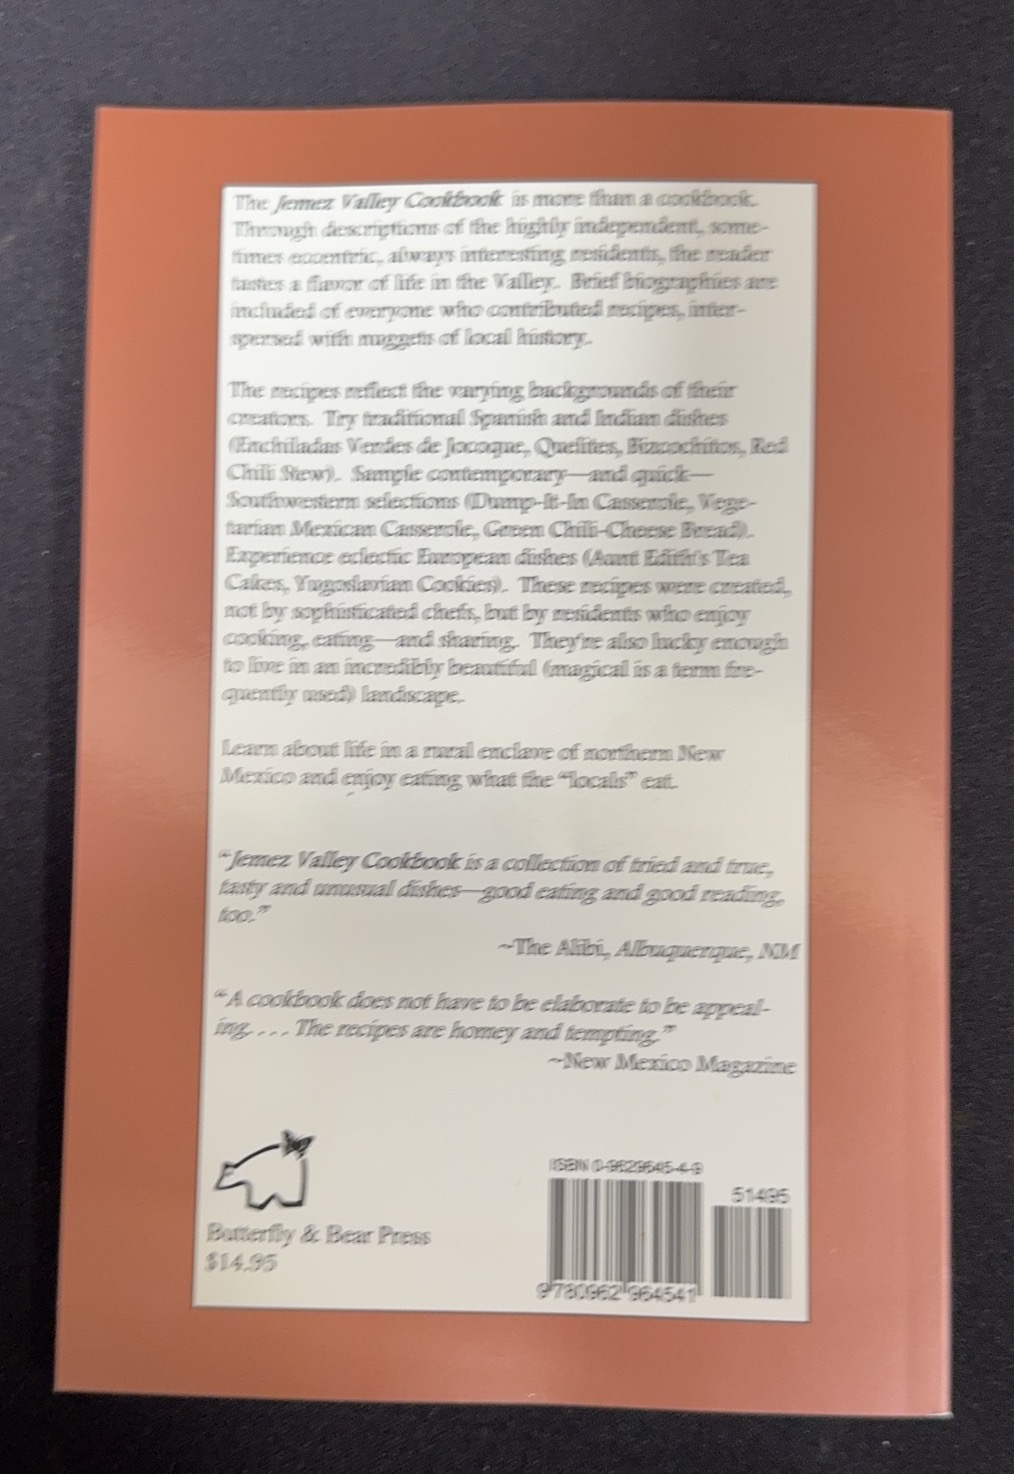 The Jemez Valley Cookbook is more than a cookbook.
Through descriptions of the highly independent, some-
times eccentric, always interesting residents, the reader
tastes a flavor of life in the Valley. Brief biographies are
included of everyone who contributed recipes, inter-
spersed with nuggets of local history.
The recipes reflect the varying backgrounds of their
creators. Try traditional Spanish and Indian dishes
(Enchiladas Verdes de Jocoque, Quelites, Bizcochitos, Red
Chili Stew). Sample contemporary—and quick—
Southwestern selections (Dump-It-In Casserole, Vege-
tarian Mexican Casserole, Green Chili-Cheese Bread).
Experience eclectic European dishes (Aunt Edith's Tea
Cakes, Yugoslavian Cookies). These recipes were created,
not by sophisticated chefs, but by residents who enjoy
cooking, eating—and sharing. They're also lucky enough
to live in an incredibly beautiful (magical is a term fre-
quently used) landscape.
Learn about life in a rural enclave of northern New
Mexico and enjoy eating what the “locals” eat.
“Jemez Valley Cookbook is a collection of tried and true,
tasty and unusual dishes—good eating and good reading,
too.”
~The Alibi, Albuquerque, NM
“A cookbook does not have to be elaborate to be appeal-
ing. . . . The recipes are homey and tempting.”
~New Mexico Magazine
Butterfly & Bear Press
$14.95
ISBN 0-9629645-4-9
51495
9 780962 964541